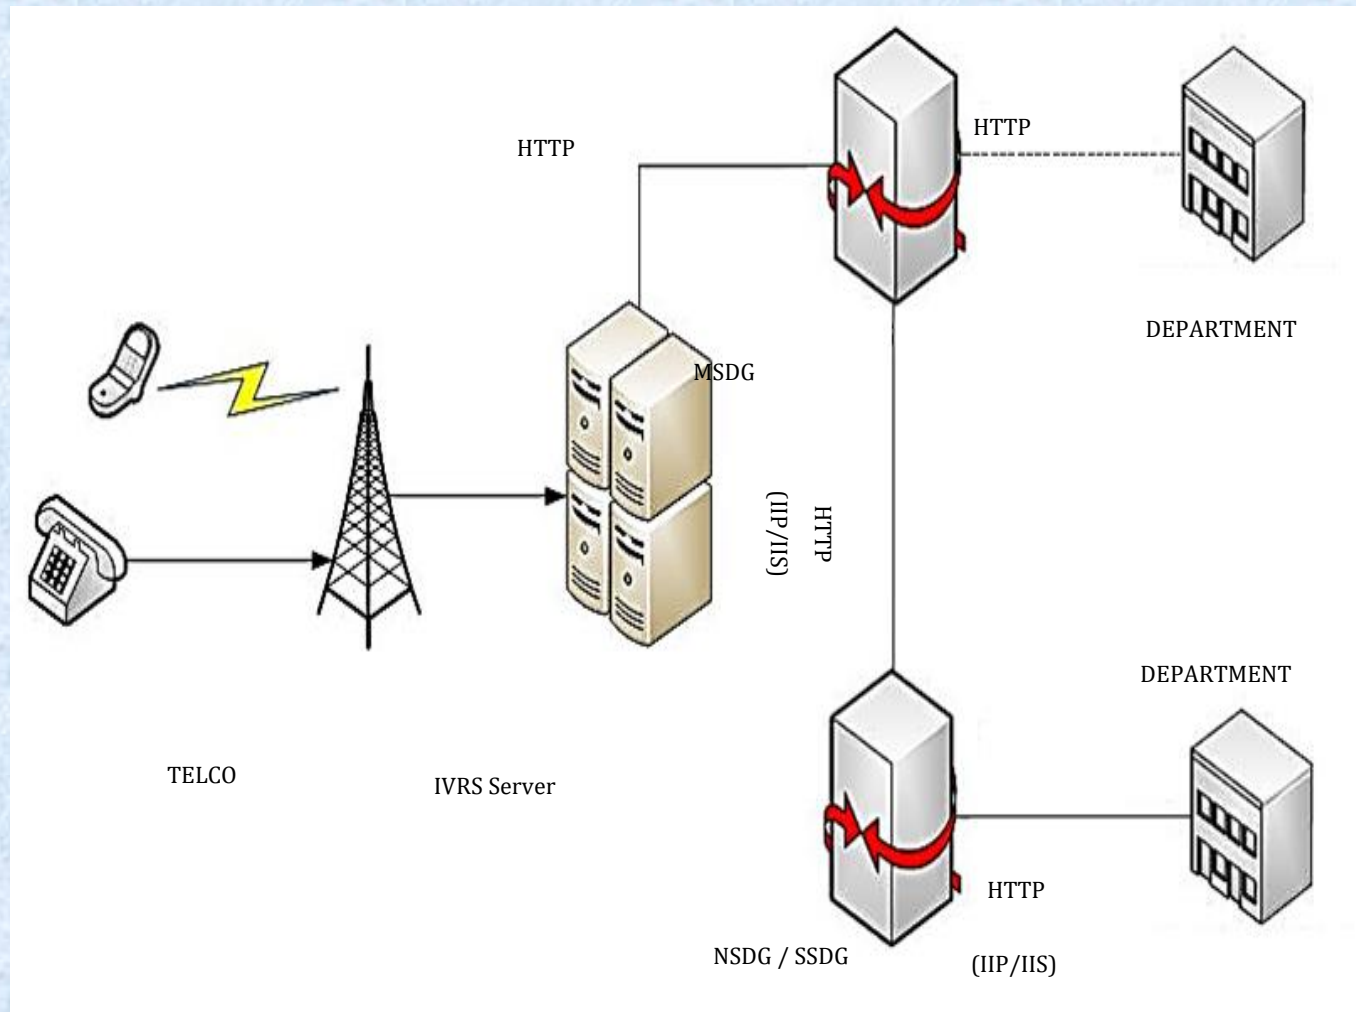 HTTP
HTTP
DEPARTMENT
MSDG
HTTP
(IIP/IIS)
DEPARTMENT
TELCO
IVRS Server
HTTP
NSDG / SSDG
(IIP/IIS)